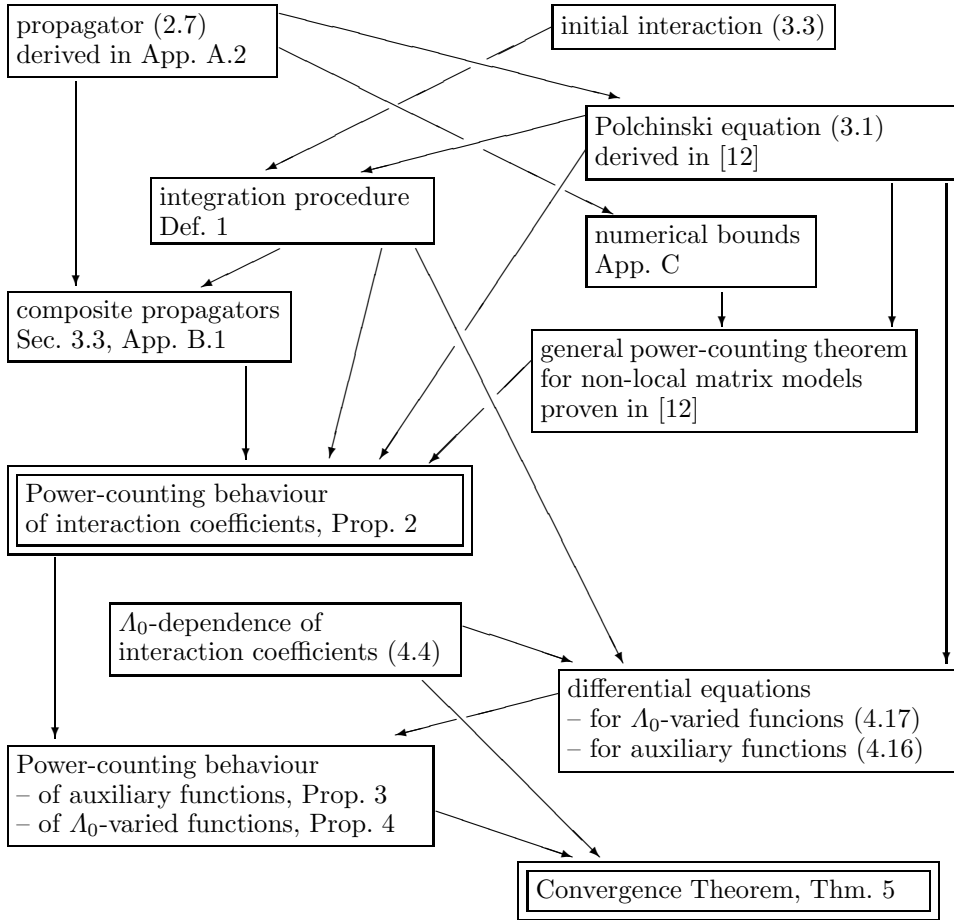 propagator (2.7)
derived in App. A.2
initial interaction (3.3)
Polchinski equation (3.1)
derived in [12]
integration procedure
Def. 1
numerical bounds
App. C
composite propagators
Sec. 3.3, App. B.1
general power-counting theorem
for non-local matrix models
proven in [12]
Power-counting behaviour
of interaction coefficients, Prop. 2
Λ₀-dependence of
interaction coefficients (4.4)
differential equations
– for Λ₀-varied funcions (4.17)
– for auxiliary functions (4.16)
Power-counting behaviour
– of auxiliary functions, Prop. 3
– of Λ₀-varied functions, Prop. 4
Convergence Theorem, Thm. 5